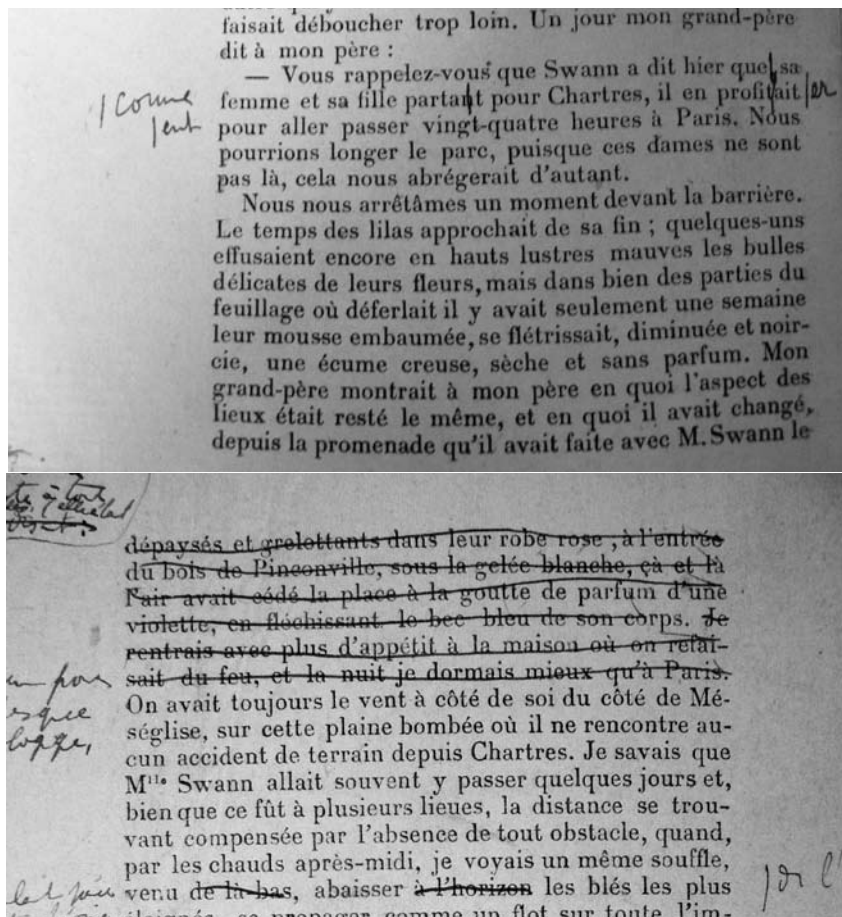 faisait déboucher trop loin. Un jour mon grand-père
dit à mon père :
— Vous rappelez-vous que Swann a dit hier que sa
femme et sa fille partant pour Chartres, il en profitait
pour aller passer vingt-quatre heures à Paris. Nous
pourrions longer le parc, puisque ces dames ne sont
pas là, cela nous abrégerait d'autant.
Nous nous arrêtâmes un moment devant la barrière.
Le temps des lilas approchait de sa fin ; quelques-uns
effusaient encore en hauts lustres mauves les bulles
délicates de leurs fleurs, mais dans bien des parties du
feuillage où déferlait il y avait seulement une semaine
leur mousse embaumée, se flétrissait, diminuée et noir-
cie, une écume creuse, sèche et sans parfum. Mon
grand-père montrait à mon père en quoi l'aspect des
lieux était resté le même, et en quoi il avait changé,
depuis la promenade qu'il avait faite avec M. Swann le
comme
ent
er
dépaysés et grelottants dans leur robe rose ; à l'entrée
du bois de Pinconville, sous la gelée blanche, çà et là
l'air avait cédé la place à la goutte de parfum d'une
violette, en fléchissant le bec bleu de son corps. Je
rentrais avec plus d'appétit à la maison où on refai-
sait du feu, et la nuit je dormais mieux qu'à Paris.
On avait toujours le vent à côté de soi du côté de Mé-
séglise, sur cette plaine bombée où il ne rencontre au-
cun accident de terrain depuis Chartres. Je savais que
Mlle Swann allait souvent y passer quelques jours et,
bien que ce fût à plusieurs lieues, la distance se trou-
vant compensée par l'absence de tout obstacle, quand,
par les chauds après-midi, je voyais un même souffle,
venu de là-bas, abaisser à l'horizon les blés les plus
se propager comme un flot sur toute l'im-
de l'